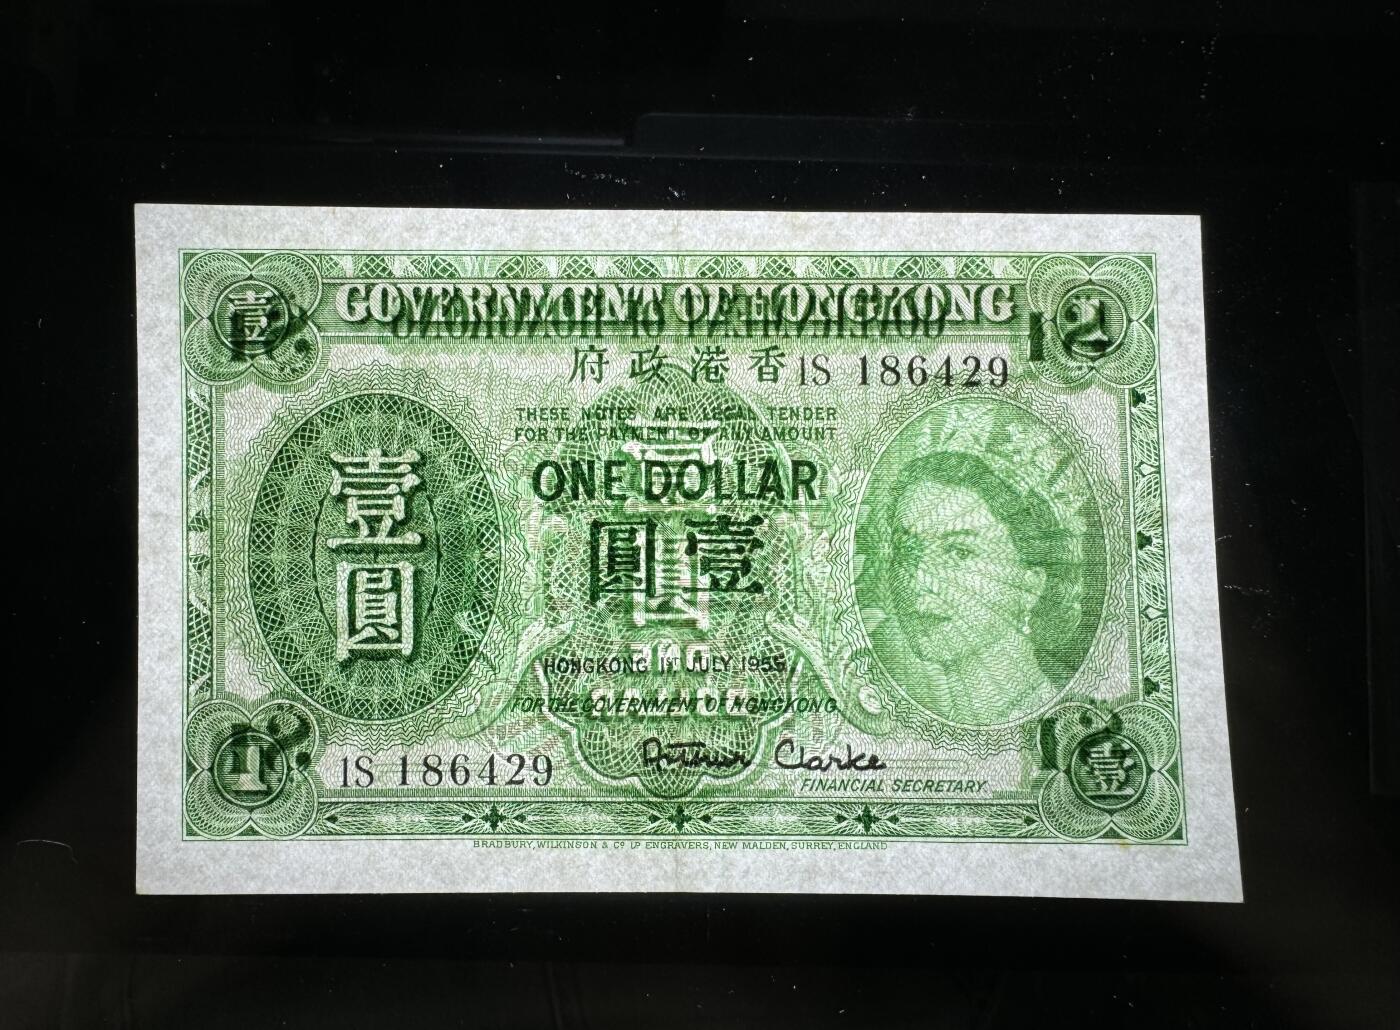 壹 GOVERNMENT OF HONGKONG 1
府政港香 1S 186429
THESE NOTES ARE LEGAL TENDER
FOR THE PAYMENT OF ANY AMOUNT
ONE DOLLAR
圓壹
壹圓
HONGKONG 1ST JULY 1955.
FOR THE GOVERNMENT OF HONGKONG.
1S 186429
Arthur Clarke
FINANCIAL SECRETARY.
1 壹
BRADBURY, WILKINSON & Co. LD ENGRAVERS, NEW MALDEN, SURREY, ENGLAND